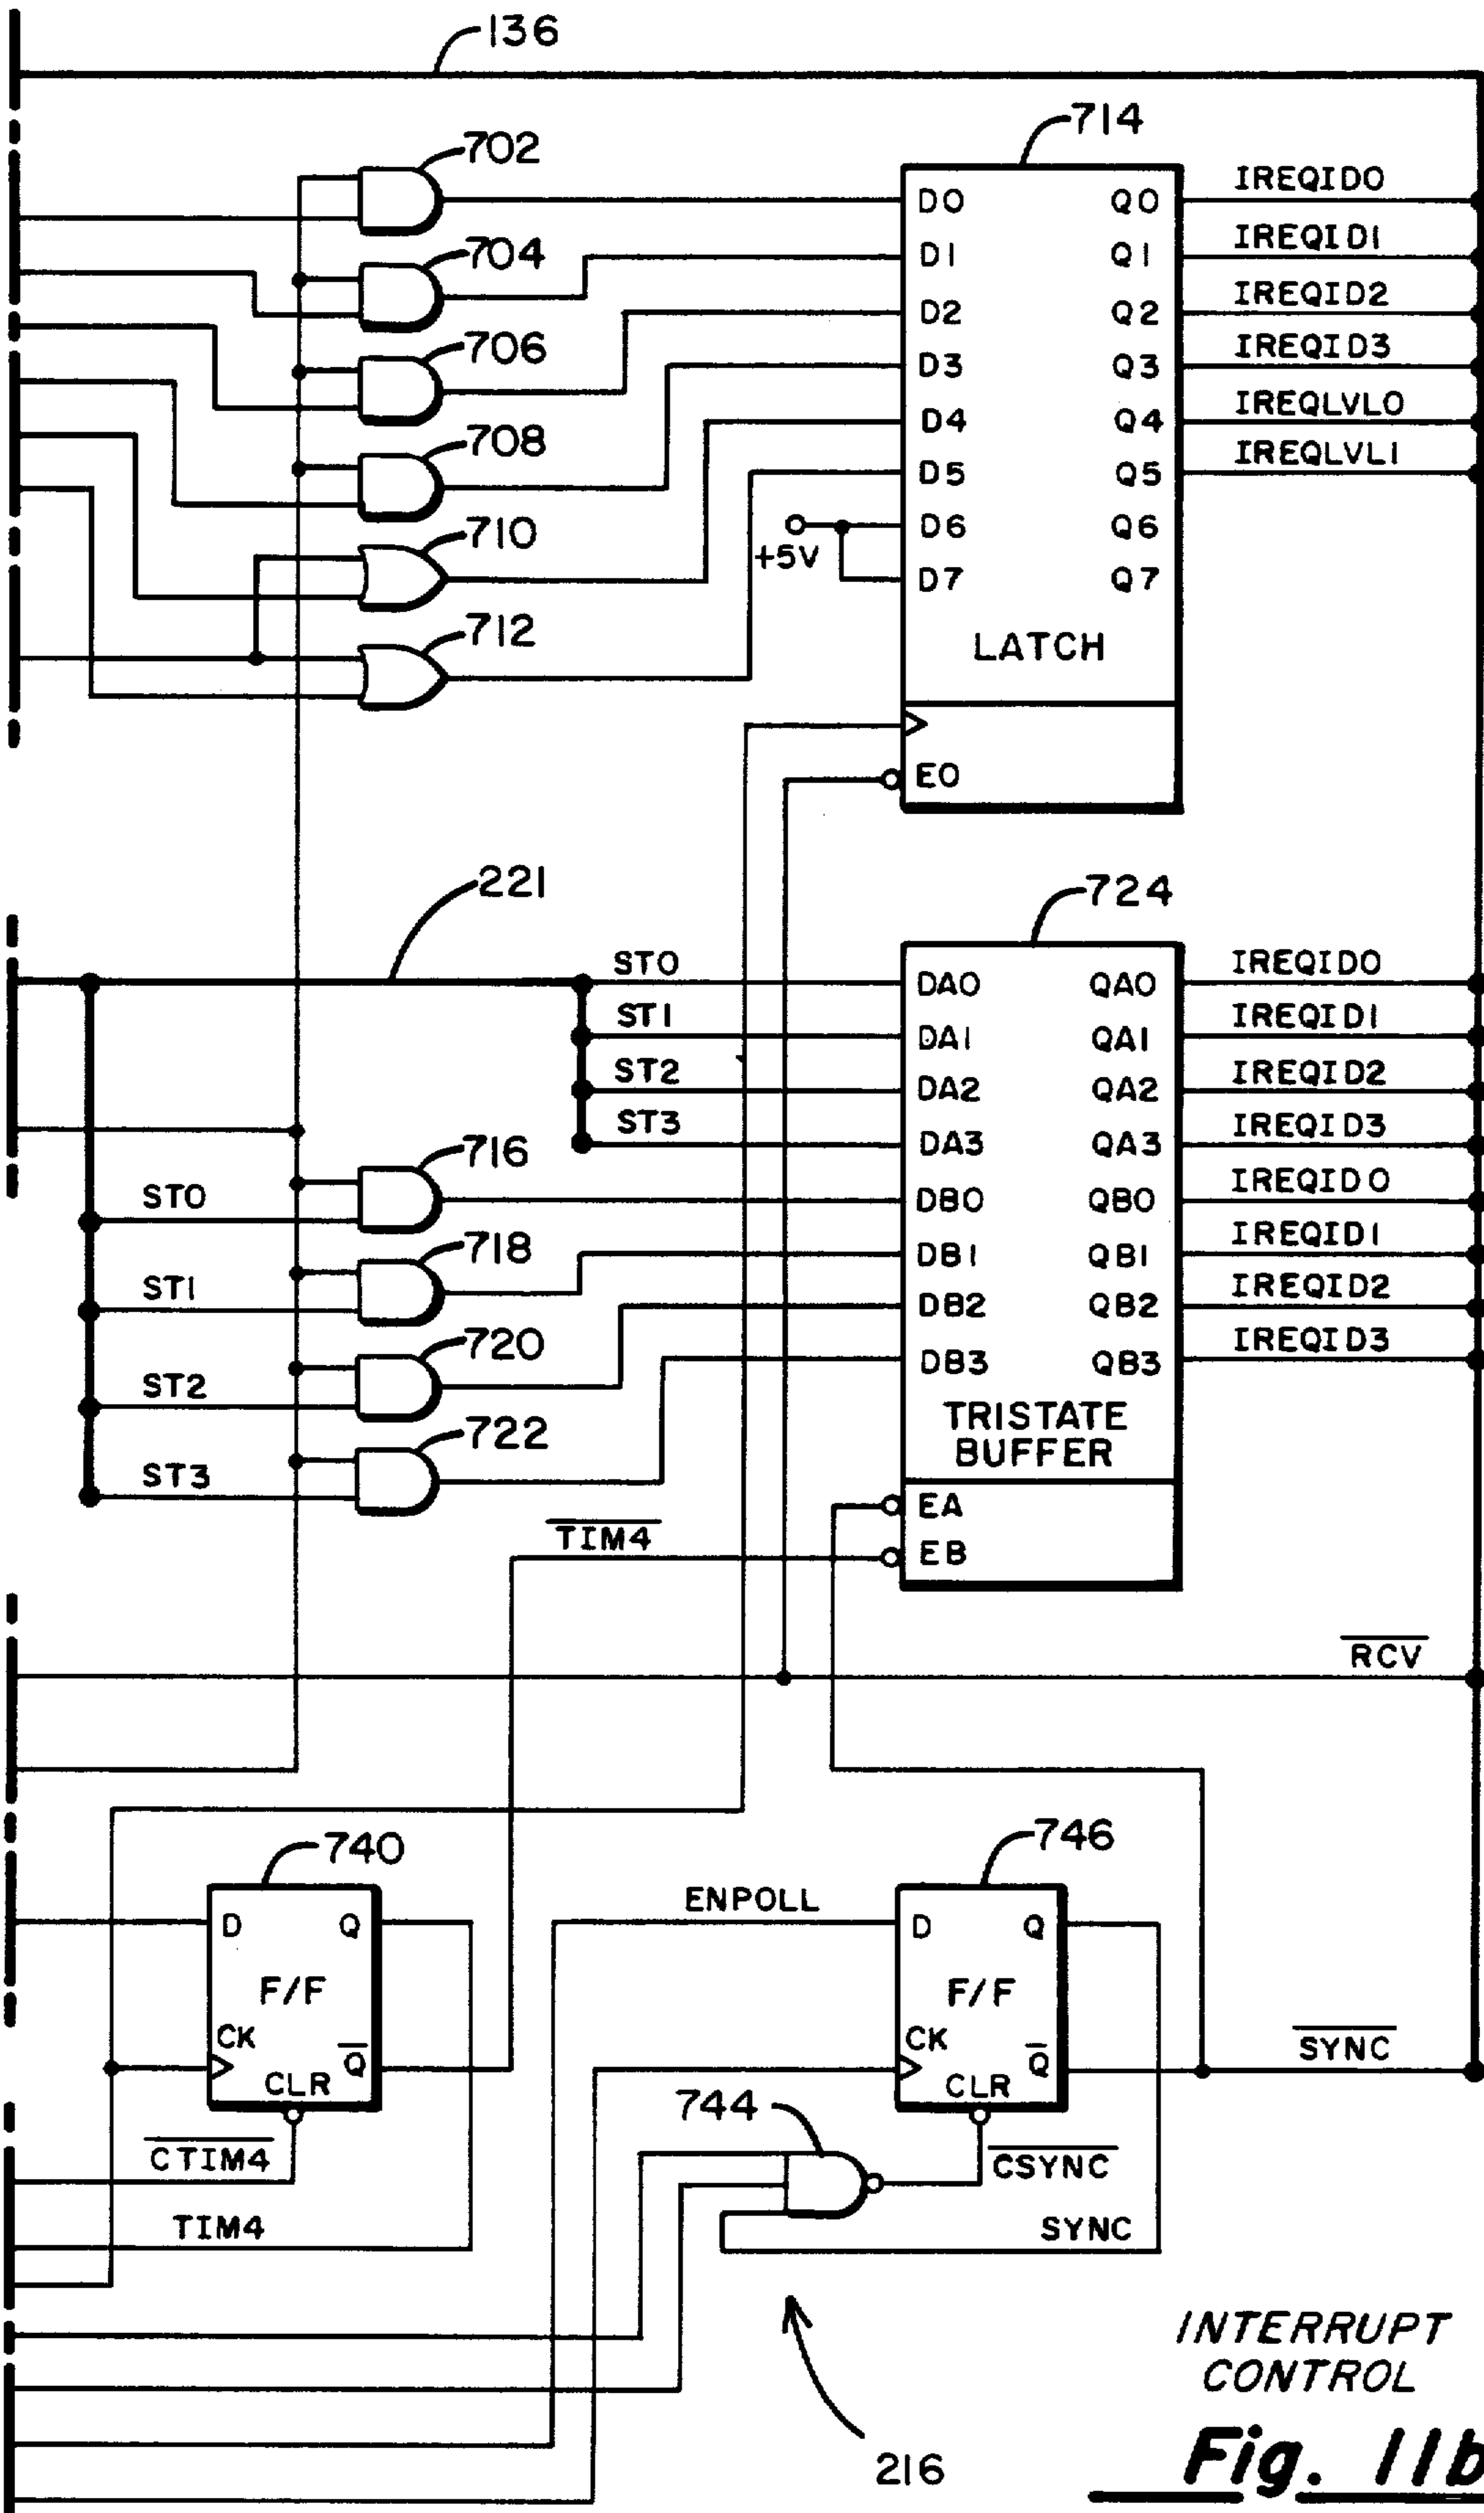 136
702
714
D0 Q0 IREQID0
704
D1 Q1 IREQID1
D2 Q2 IREQID2
706
D3 Q3 IREQID3
D4 Q4 IREQLVL0
708
D5 Q5 IREQLVL1
710
+5V
D6 Q6
D7 Q7
712
LATCH
EO
221
724
ST0 DA0 QA0 IREQID0
ST1 DA1 QA1 IREQID1
ST2 DA2 QA2 IREQID2
ST3 DA3 QA3 IREQID3
716
ST0 DB0 QB0 IREQID0
718
ST1 DB1 QB1 IREQID1
DB2 QB2 IREQID2
720
ST2 DB3 QB3 IREQID3
TRISTATE
BUFFER
722
ST3
EA
TIM4
EB
RCV
740
746
ENPOLL
D Q
F/F
CK
CLR Q
D Q
F/F
CK
CLR Q
SYNC
744
CTIM4
CSYNC
TIM4
SYNC
216
INTERRUPT
CONTROL
Fig. 11b